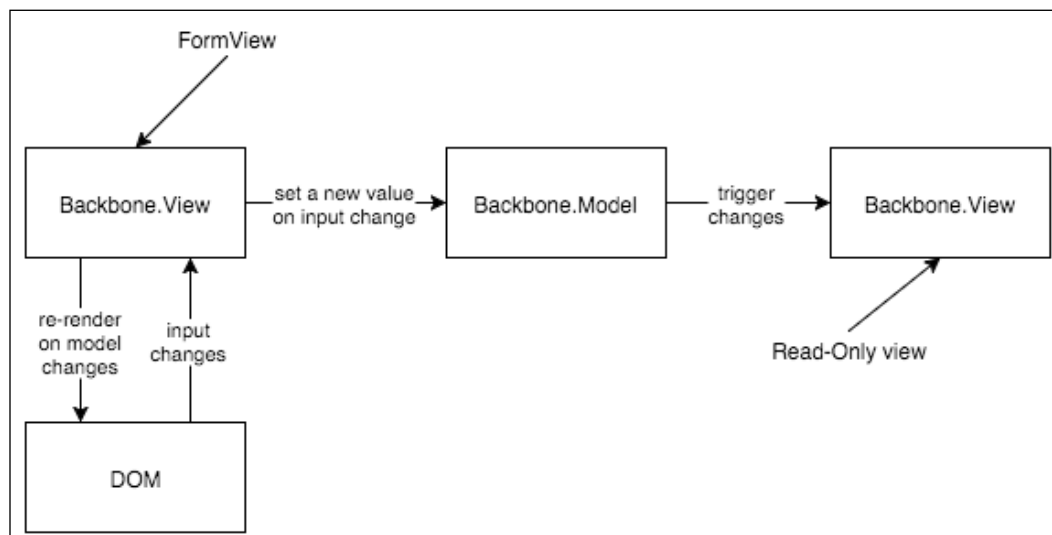 FormView
Backbone.View
set a new value
on input change
Backbone.Model
trigger
changes
Backbone.View
re-render
on model
changes
input
changes
Read-Only view
DOM